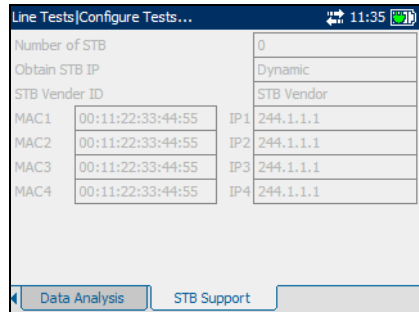 Line Tests|Configure Tests... 11:35
Number of STB 0
Obtain STB IP Dynamic
STB Vender ID STB Vendor
MAC1 00:11:22:33:44:55 IP1 244.1.1.1
MAC2 00:11:22:33:44:55 IP2 244.1.1.1
MAC3 00:11:22:33:44:55 IP3 244.1.1.1
MAC4 00:11:22:33:44:55 IP4 244.1.1.1
Data Analysis STB Support